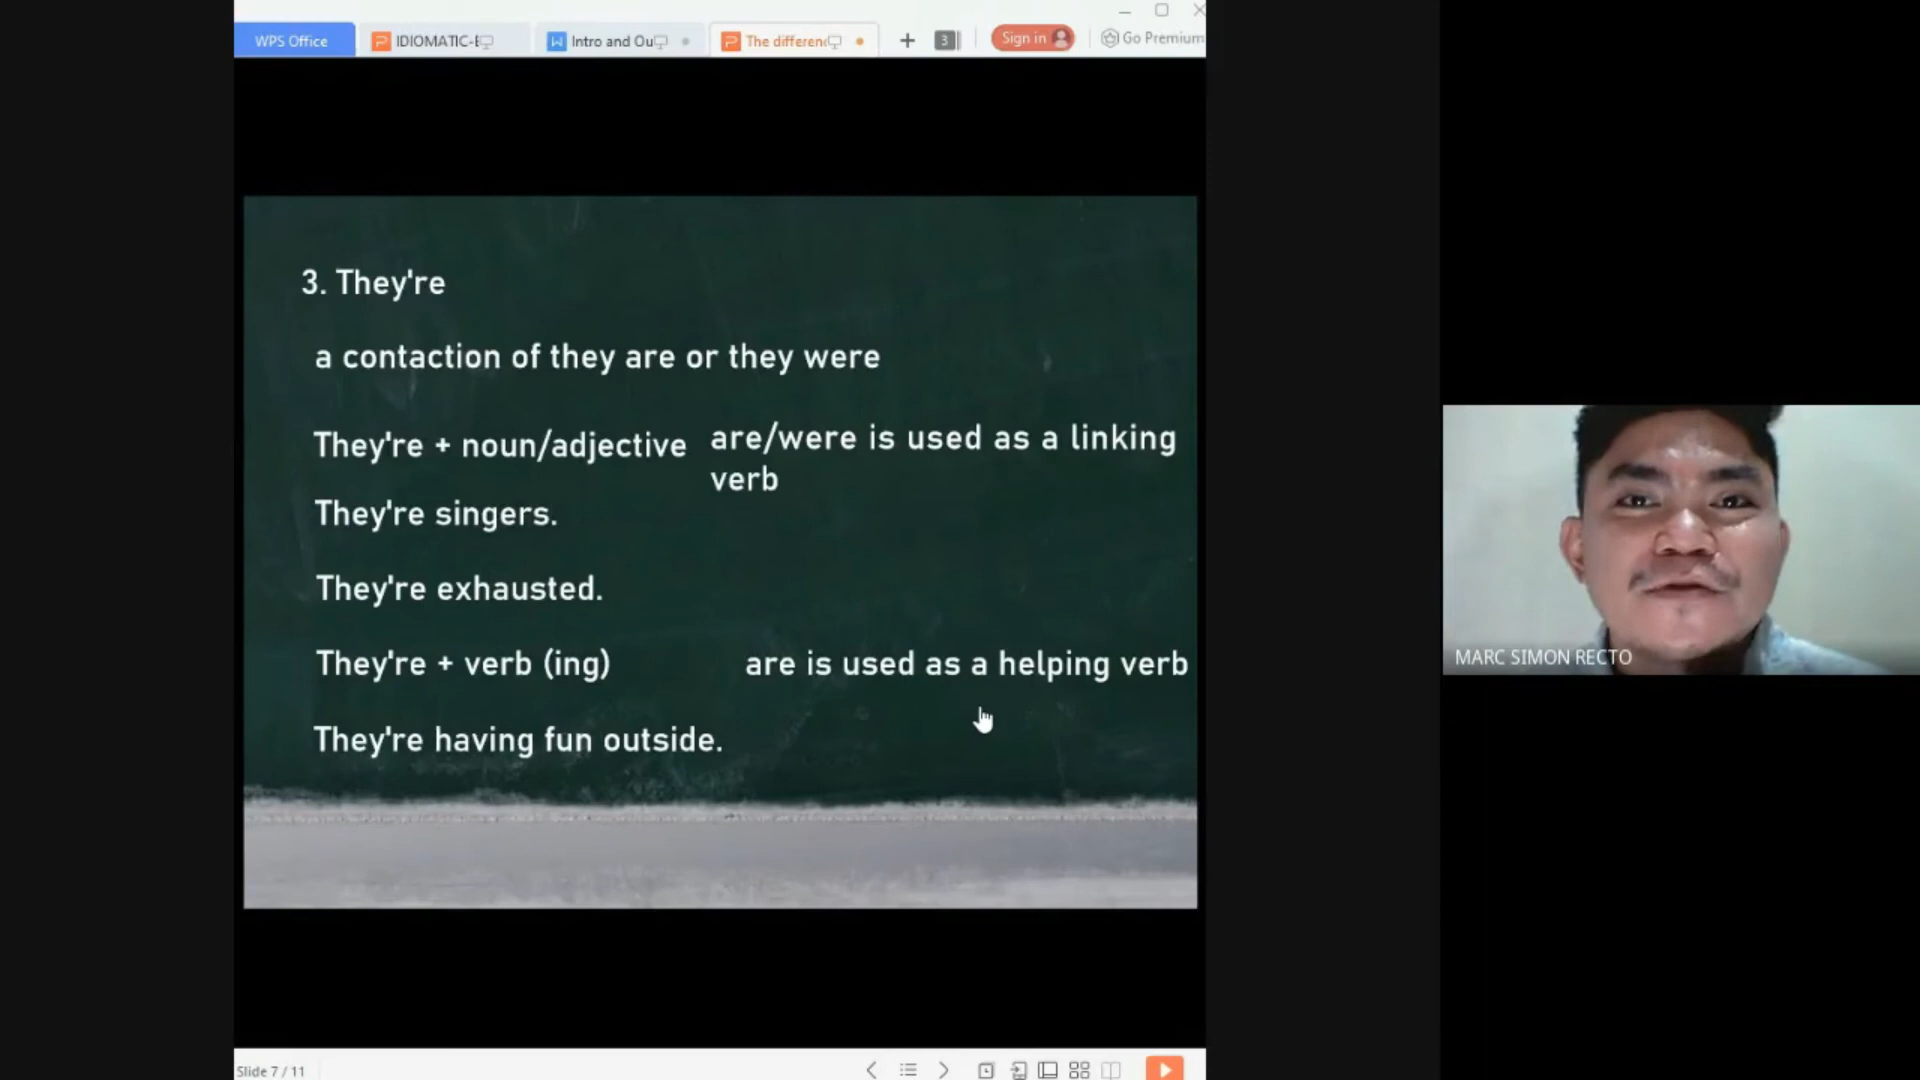 WPS Office
IDIOMATIC-E
Intro and Ou
The differen
3
Sign in
Go Premium
3. They're
a contaction of they are or they were
They're + noun/adjective
are/were is used as a linking
verb
They're singers.
They're exhausted.
They're + verb (ing)
are is used as a helping verb
They're having fun outside.
MARC SIMON RECTO
Slide 7 / 11